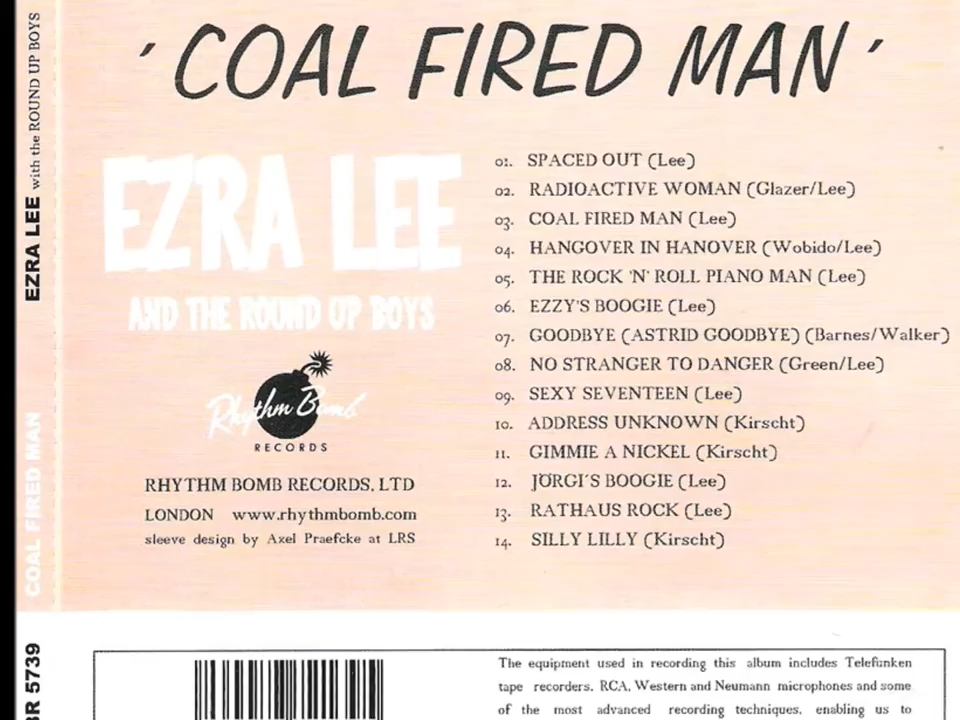 ' COAL FIRED MAN '
EZRA LEE with the ROUND UP BOYS
COAL FIRED MAN
BR 5739
EZRA LEE
AND THE ROUND UP BOYS
Rhythm Bomb
RECORDS
RHYTHM BOMB RECORDS, LTD
LONDON www.rhythmbomb.com
sleeve design by Axel Praefcke at LRS
01. SPACED OUT (Lee)
02. RADIOACTIVE WOMAN (Glazer/Lee)
03. COAL FIRED MAN (Lee)
04. HANGOVER IN HANOVER (Wobido/Lee)
05. THE ROCK 'N' ROLL PIANO MAN (Lee)
06. EZZY'S BOOGIE (Lee)
07. GOODBYE (ASTRID GOODBYE) (Barnes/Walker)
08. NO STRANGER TO DANGER (Green/Lee)
09. SEXY SEVENTEEN (Lee)
10. ADDRESS UNKNOWN (Kirscht)
11. GIMMIE A NICKEL (Kirscht)
12. JÖRGI'S BOOGIE (Lee)
13. RATHAUS ROCK (Lee)
14. SILLY LILLY (Kirscht)
The equipment used in recording this album includes Telefunken
tape recorders, RCA, Western and Neumann microphones and some
of the most advanced recording techniques, enabling us to